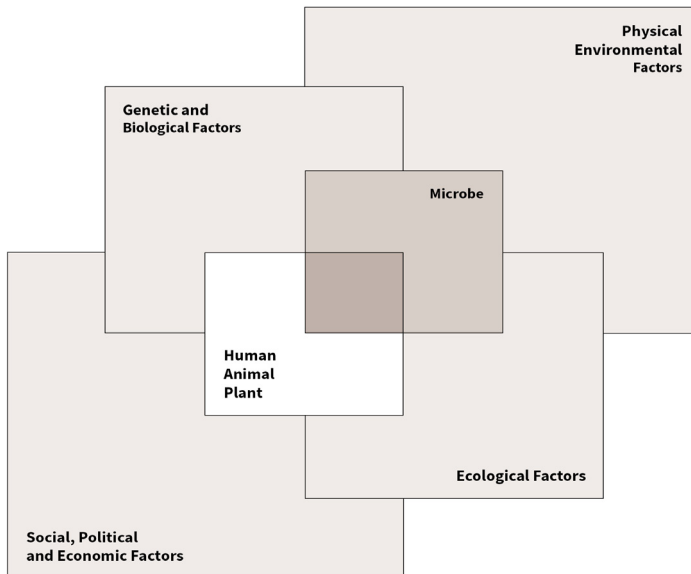 Physical
Environmental
Factors
Genetic and
Biological Factors
Microbe
Human
Animal
Plant
Ecological Factors
Social, Political
and Economic Factors